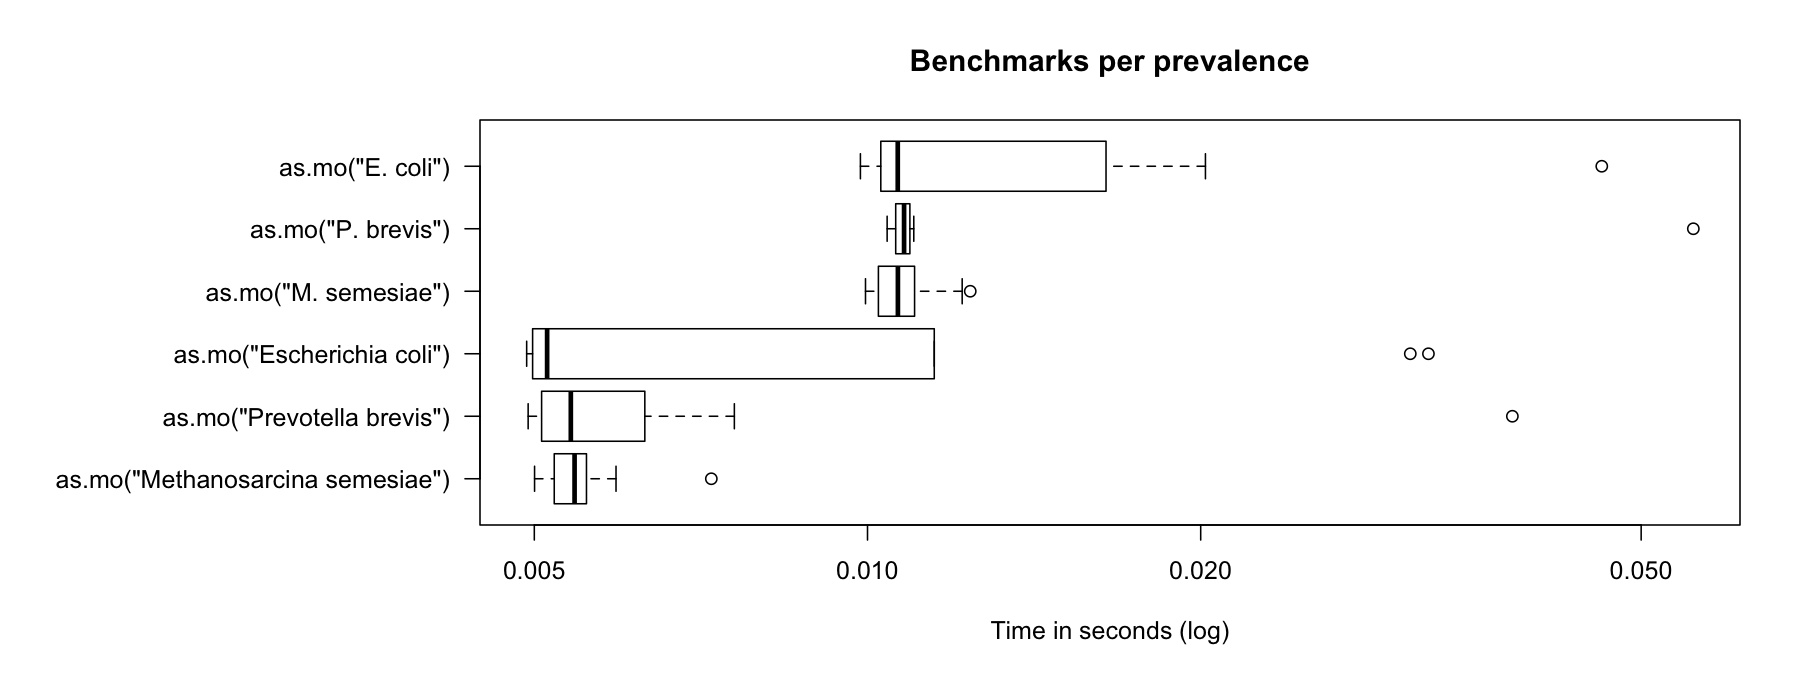 Benchmarks per prevalence
as.mo("E. coli")
as.mo("P. brevis")
as.mo("M. semesiae")
as.mo("Escherichia coli")
as.mo("Prevotella brevis")
as.mo("Methanosarcina semesiae")
0.005 0.010 0.020 0.050
Time in seconds (log)